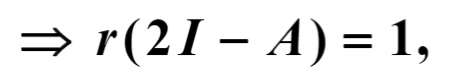 ⇒ r(2I − A) = 1,